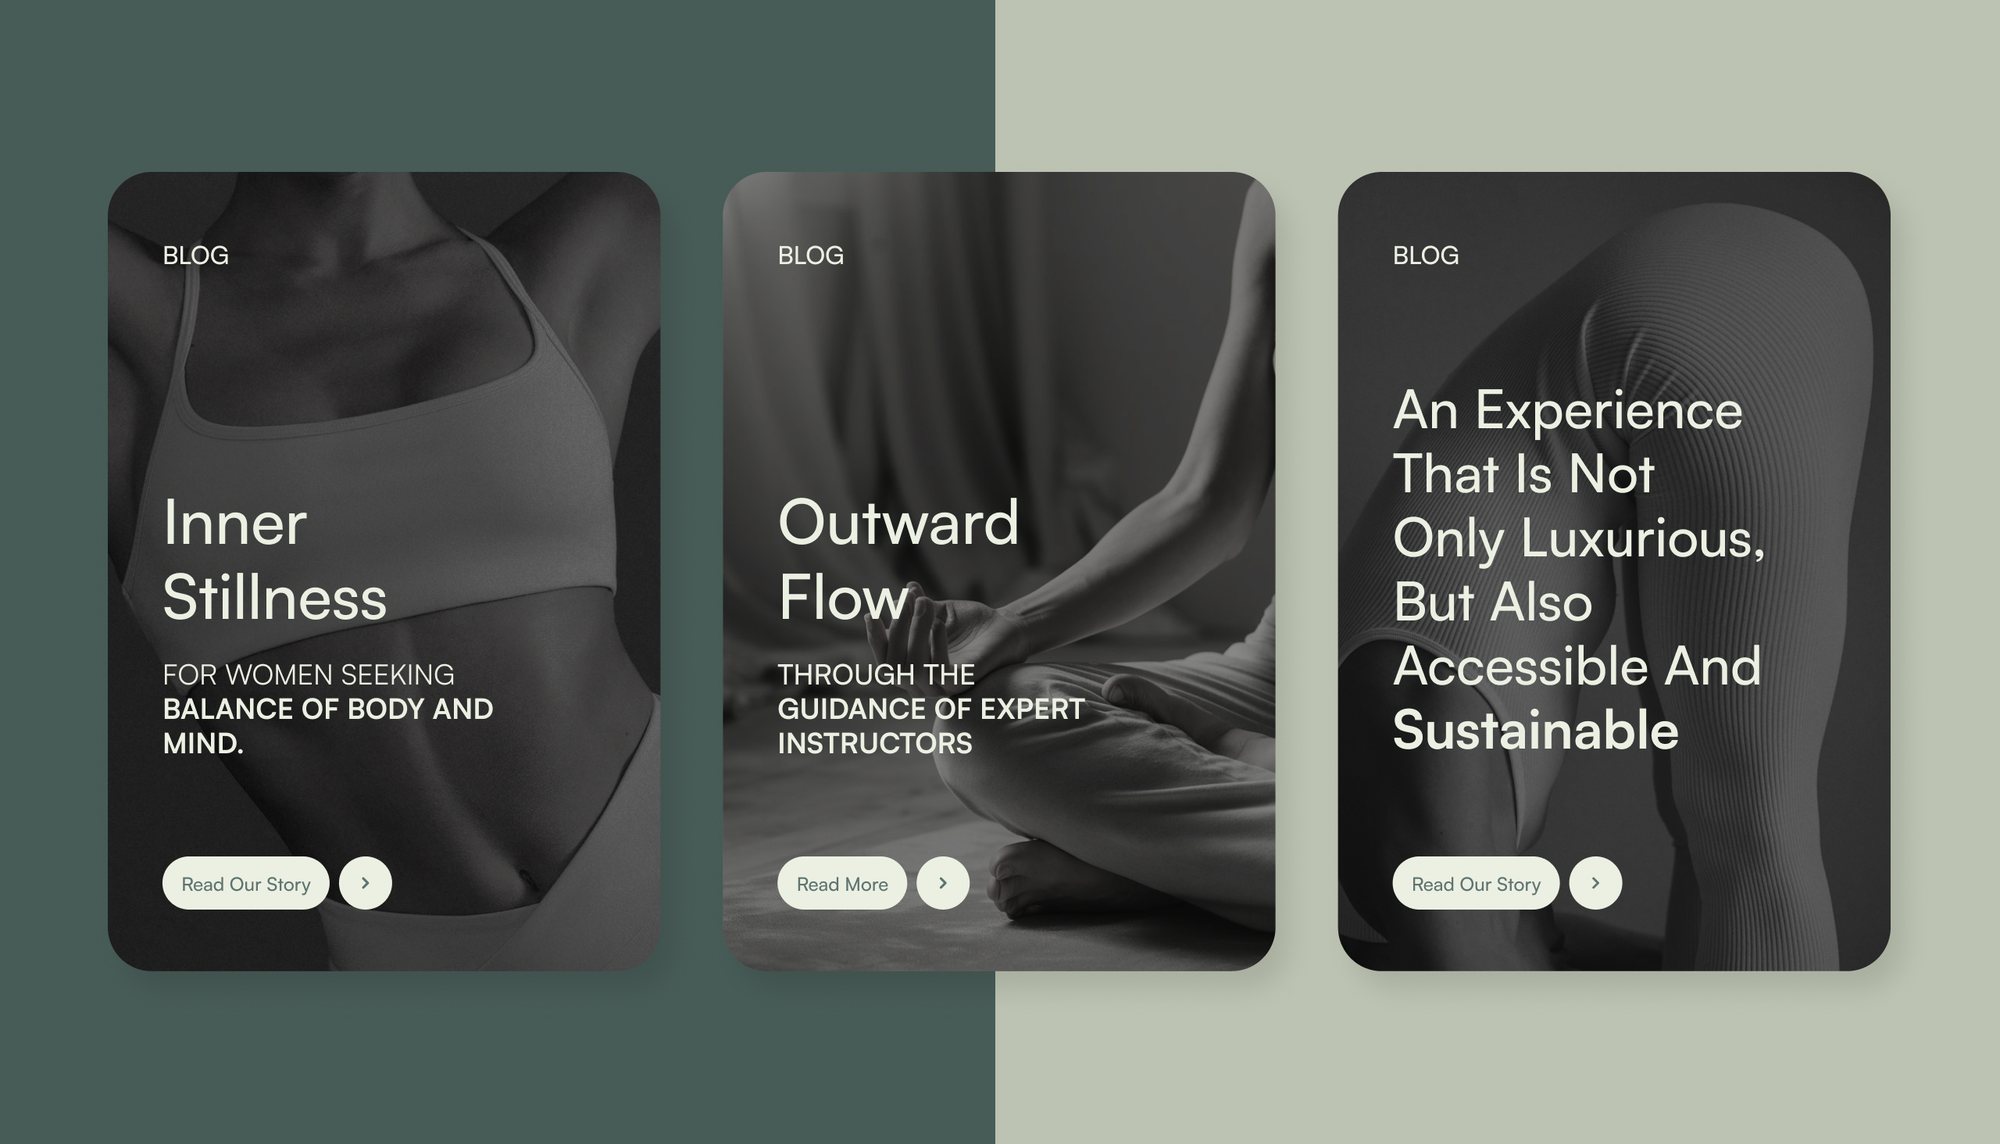 BLOG
Inner
Stillness
FOR WOMEN SEEKING
BALANCE OF BODY AND
MIND.
Read Our Story
BLOG
Outward
Flow
THROUGH THE
GUIDANCE OF EXPERT
INSTRUCTORS
Read More
BLOG
An Experience
That Is Not
Only Luxurious,
But Also
Accessible And
Sustainable
Read Our Story